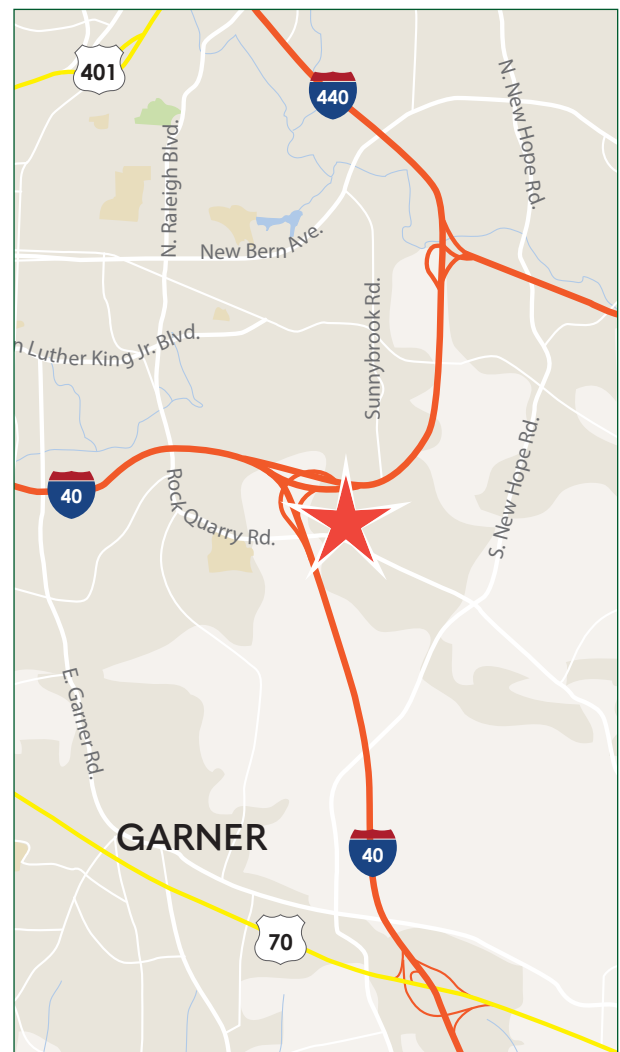 401
440
N. New Hope Rd.
N. Raleigh Blvd.
New Bern Ave.
Sunnybrook Rd.
n Luther King Jr. Blvd.
S. New Hope Rd.
40
Rock Quarry Rd.
E. Garner Rd.
GARNER
40
70